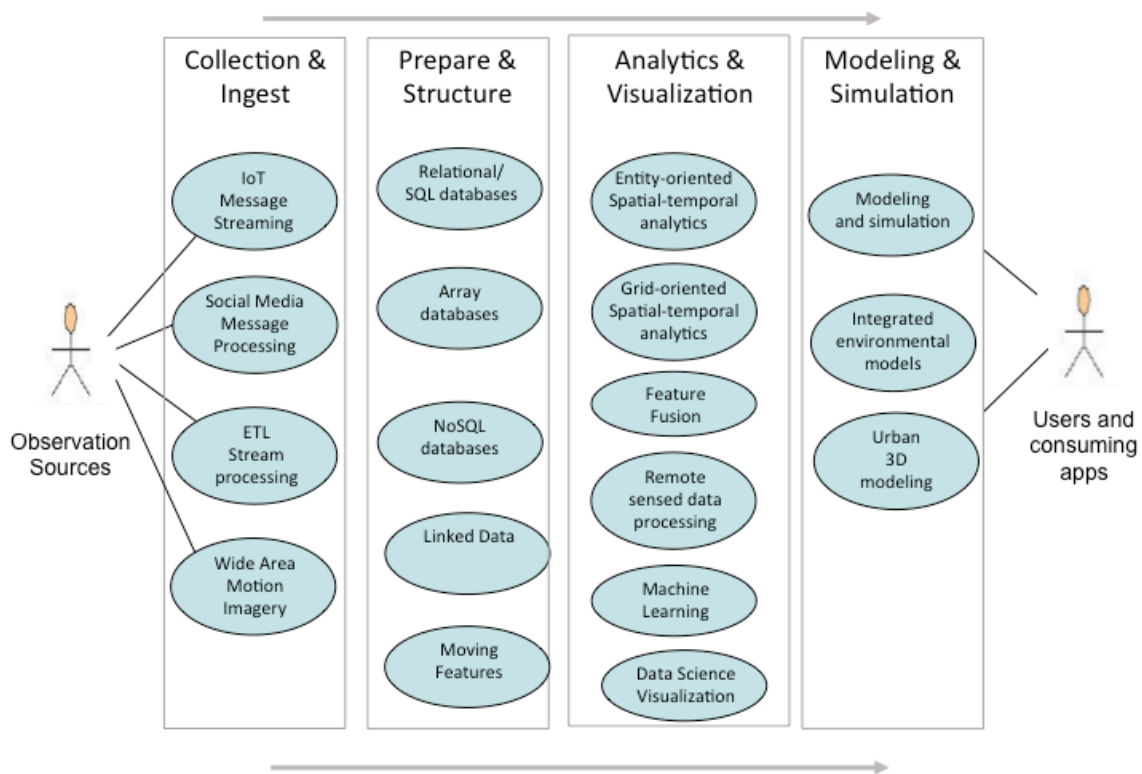 Collection &
Ingest
IoT
Message
Streaming
Social Media
Message
Processing
ETL
Stream
processing
Wide Area
Motion
Imagery
Prepare &
Structure
Relational/
SQL databases
Array
databases
NoSQL
databases
Linked Data
Moving
Features
Analytics &
Visualization
Entity-oriented
Spatial-temporal
analytics
Grid-oriented
Spatial-temporal
analytics
Feature
Fusion
Remote
sensed data
processing
Machine
Learning
Data Science
Visualization
Modeling &
Simulation
Modeling
and simulation
Integrated
environmental
models
Urban
3D
modeling
Observation
Sources
Users and
consuming
apps